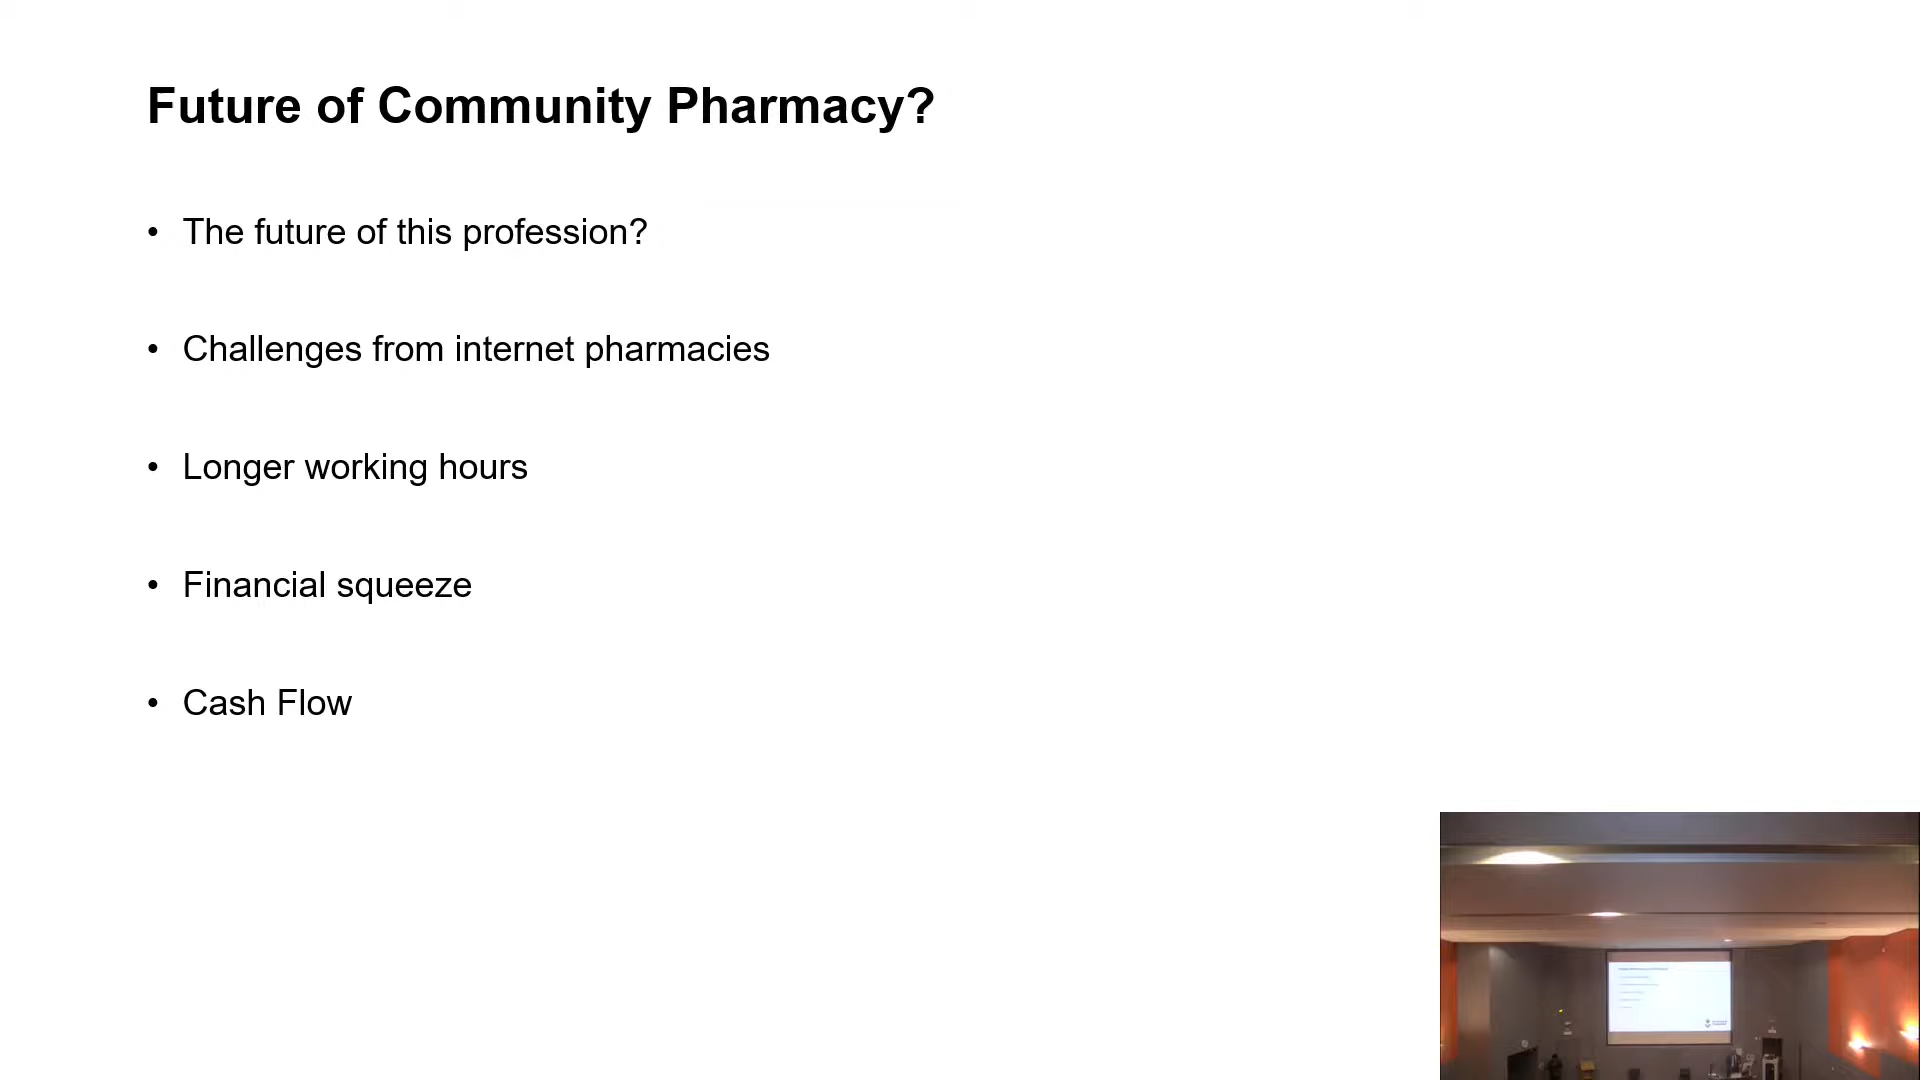 Future of Community Pharmacy?
• The future of this profession?
• Challenges from internet pharmacies
• Longer working hours
• Financial squeeze
• Cash Flow